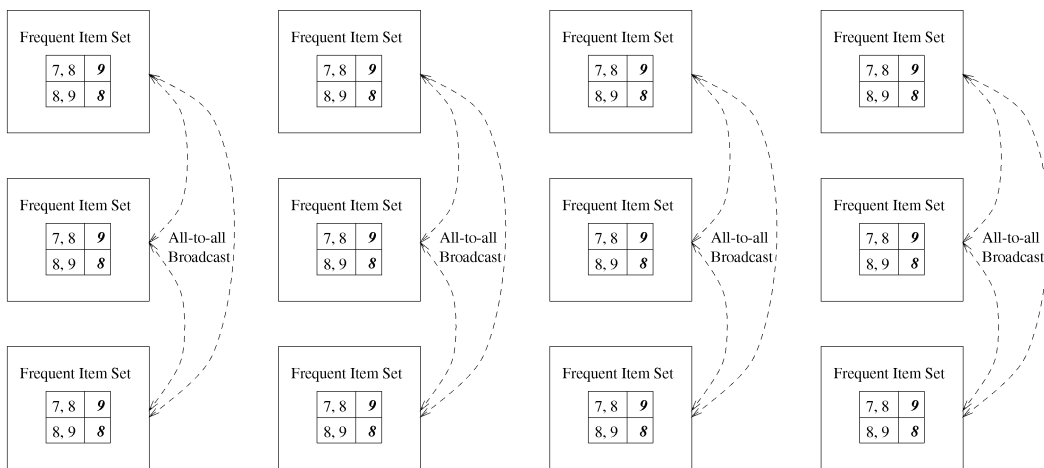 Frequent Item Set Frequent Item Set Frequent Item Set Frequent Item Set
7, 8 9 7, 8 9 7, 8 9 7, 8 9
8, 9 8 8, 9 8 8, 9 8 8, 9 8
Frequent Item Set Frequent Item Set Frequent Item Set Frequent Item Set
7, 8 9 All-to-all 7, 8 9 All-to-all 7, 8 9 All-to-all 7, 8 9 All-to-all
8, 9 8 Broadcast 8, 9 8 Broadcast 8, 9 8 Broadcast 8, 9 8 Broadcast
Frequent Item Set Frequent Item Set Frequent Item Set Frequent Item Set
7, 8 9 7, 8 9 7, 8 9 7, 8 9
8, 9 8 8, 9 8 8, 9 8 8, 9 8